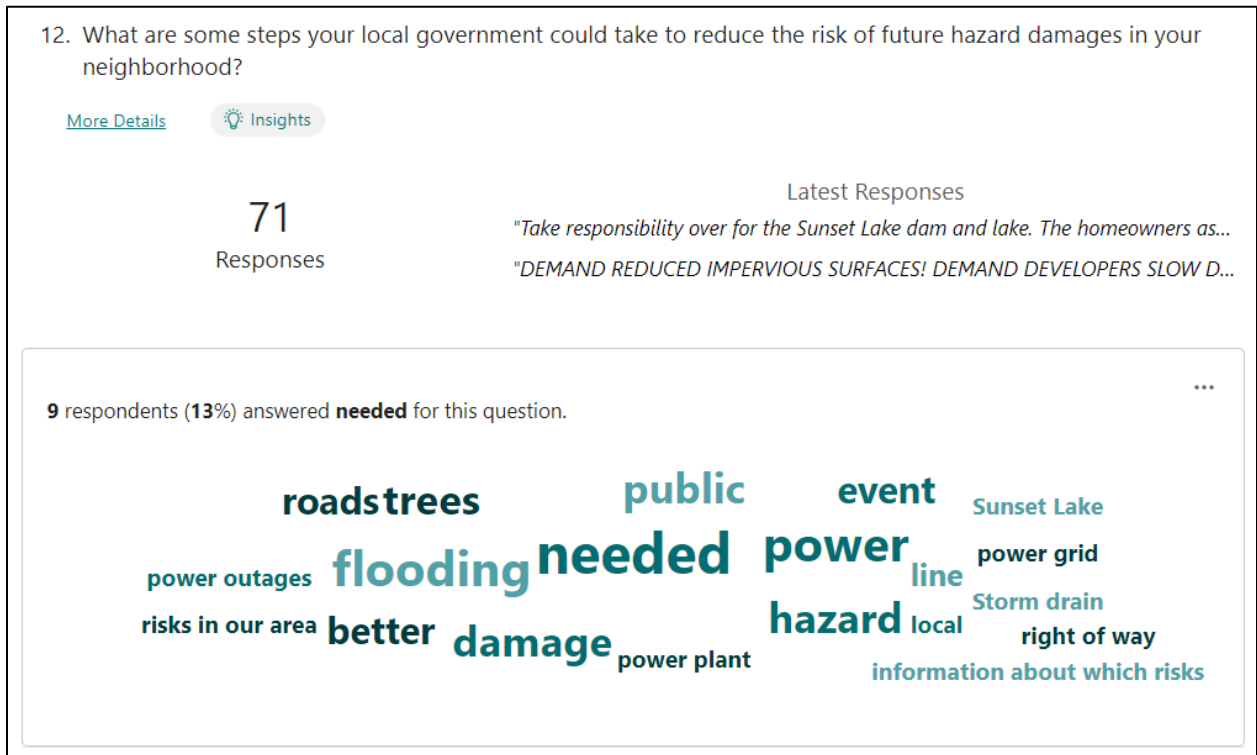 12. What are some steps your local government could take to reduce the risk of future hazard damages in your
neighborhood?
More Details
Insights
71
Responses
Latest Responses
"Take responsibility over for the Sunset Lake dam and lake. The homeowners as...
"DEMAND REDUCED IMPERVIOUS SURFACES! DEMAND DEVELOPERS SLOW D...
...
9 respondents (13%) answered needed for this question.
roads trees
public
event
Sunset Lake
flooding
needed
power
power grid
power outages
line
Storm drain
risks in our area
better
damage
hazard
local
right of way
power plant
information about which risks